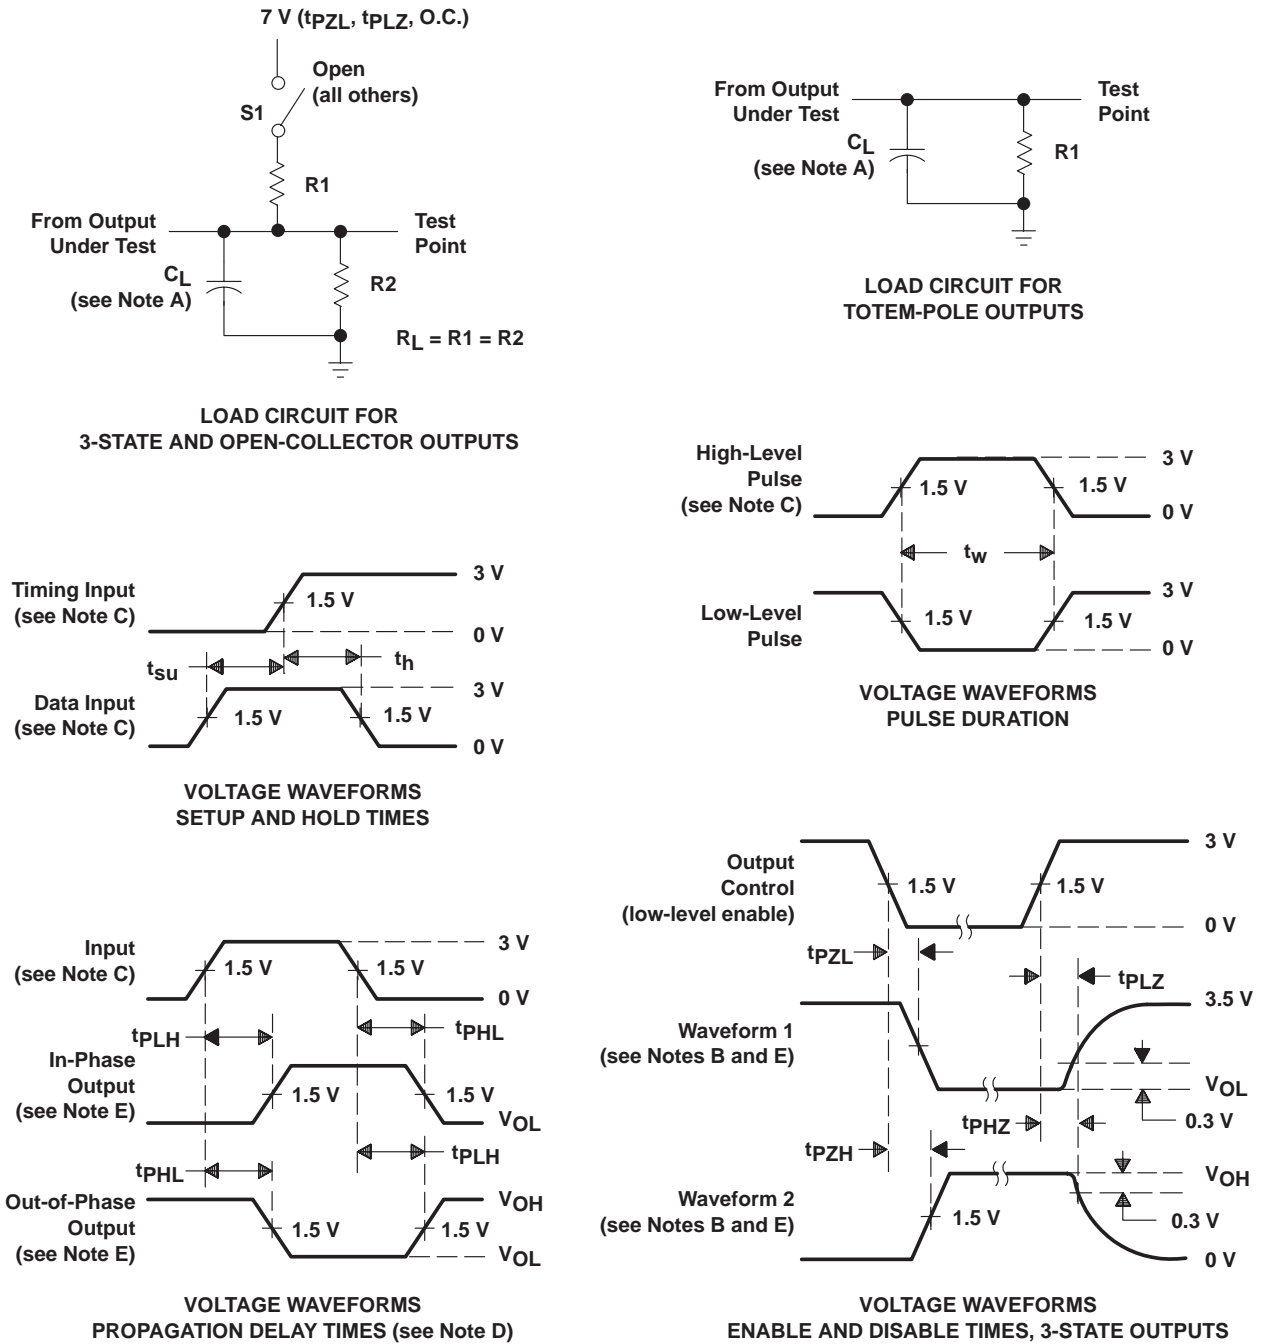 7 V (tPZL, tPLZ, O.C.)
Open
(all others)
S1
R1
From Output
Under Test
Test
Point
CL
(see Note A)
R2
RL = R1 = R2
LOAD CIRCUIT FOR
3-STATE AND OPEN-COLLECTOR OUTPUTS
From Output
Under Test
Test
Point
CL
(see Note A)
R1
LOAD CIRCUIT FOR
TOTEM-POLE OUTPUTS
High-Level
Pulse
(see Note C)
1.5 V
1.5 V
3 V
0 V
tw
Low-Level
Pulse
1.5 V
1.5 V
3 V
0 V
VOLTAGE WAVEFORMS
PULSE DURATION
Timing Input
(see Note C)
1.5 V
3 V
0 V
tsu
th
Data Input
(see Note C)
1.5 V
1.5 V
3 V
0 V
VOLTAGE WAVEFORMS
SETUP AND HOLD TIMES
Input
(see Note C)
1.5 V
1.5 V
3 V
0 V
tPLH
tPHL
In-Phase
Output
(see Note E)
1.5 V
1.5 V
VOL
tPHL
tPLH
Out-of-Phase
Output
(see Note E)
1.5 V
1.5 V
VOH
VOL
VOLTAGE WAVEFORMS
PROPAGATION DELAY TIMES (see Note D)
Output
Control
(low-level enable)
1.5 V
1.5 V
3 V
0 V
tPZL
tPLZ
Waveform 1
(see Notes B and E)
3.5 V
VOL
0.3 V
tPHZ
tPZH
Waveform 2
(see Notes B and E)
1.5 V
VOH
0.3 V
0 V
VOLTAGE WAVEFORMS
ENABLE AND DISABLE TIMES, 3-STATE OUTPUTS